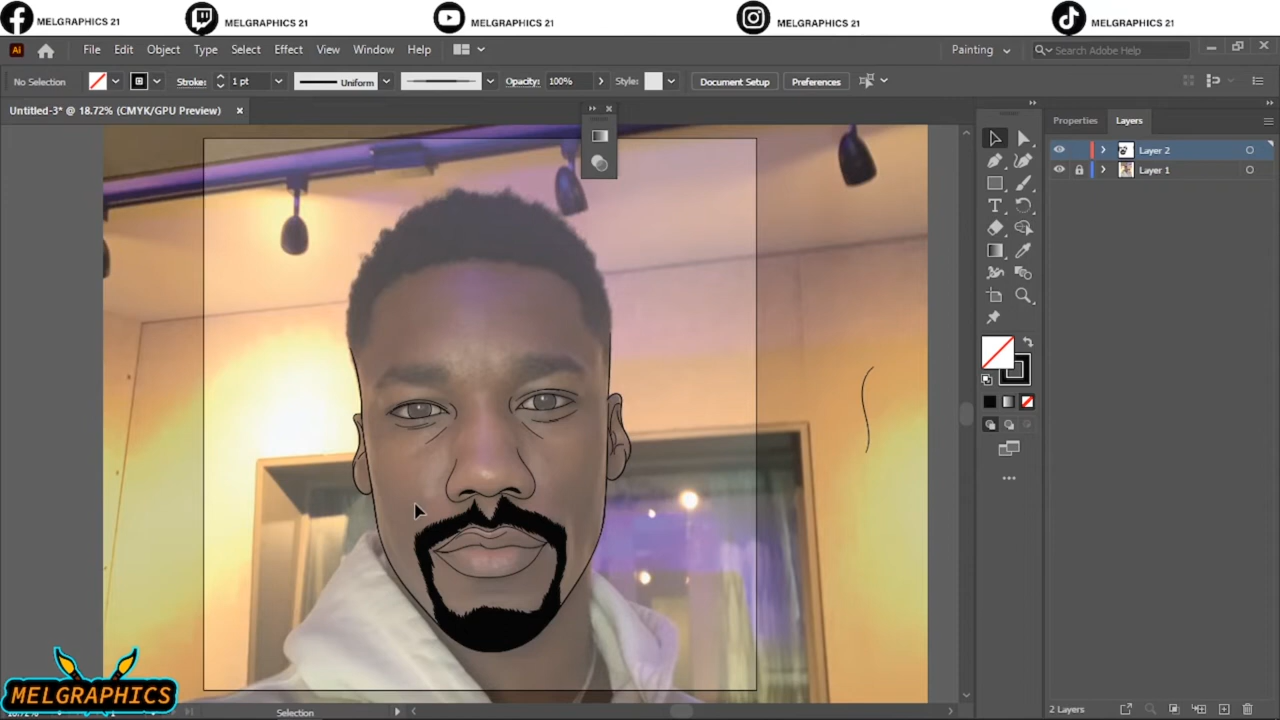 MELGRAPHICS 21
MELGRAPHICS 21
MELGRAPHICS 21
MELGRAPHICS 21
MELGRAPHICS 21
Ai File Edit Object Type Select Effect View Window Help
Painting
Search Adobe Help
No Selection
Stroke: 1 pt
Uniform
Opacity: 100%
Style:
Document Setup
Preferences
Untitled-3* @ 18.72% (CMYK/GPU Preview)
Properties
Layers
Layer 2
Layer 1
MELGRAPHICS
Selection
2 Layers